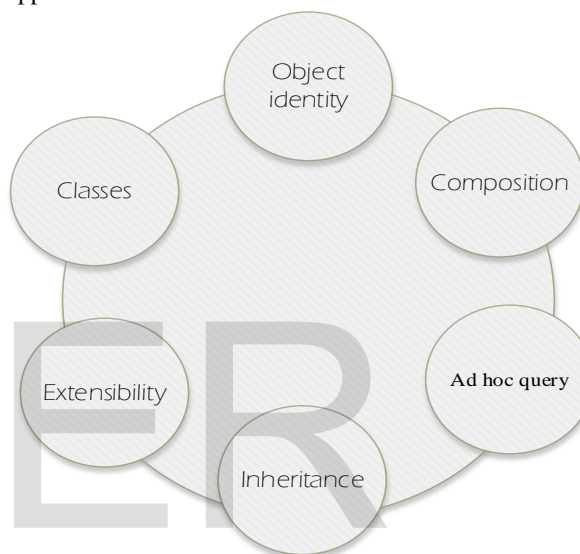 Object
identity
Classes
Composition
Extensibility
Ad hoc query
Inheritance
ER